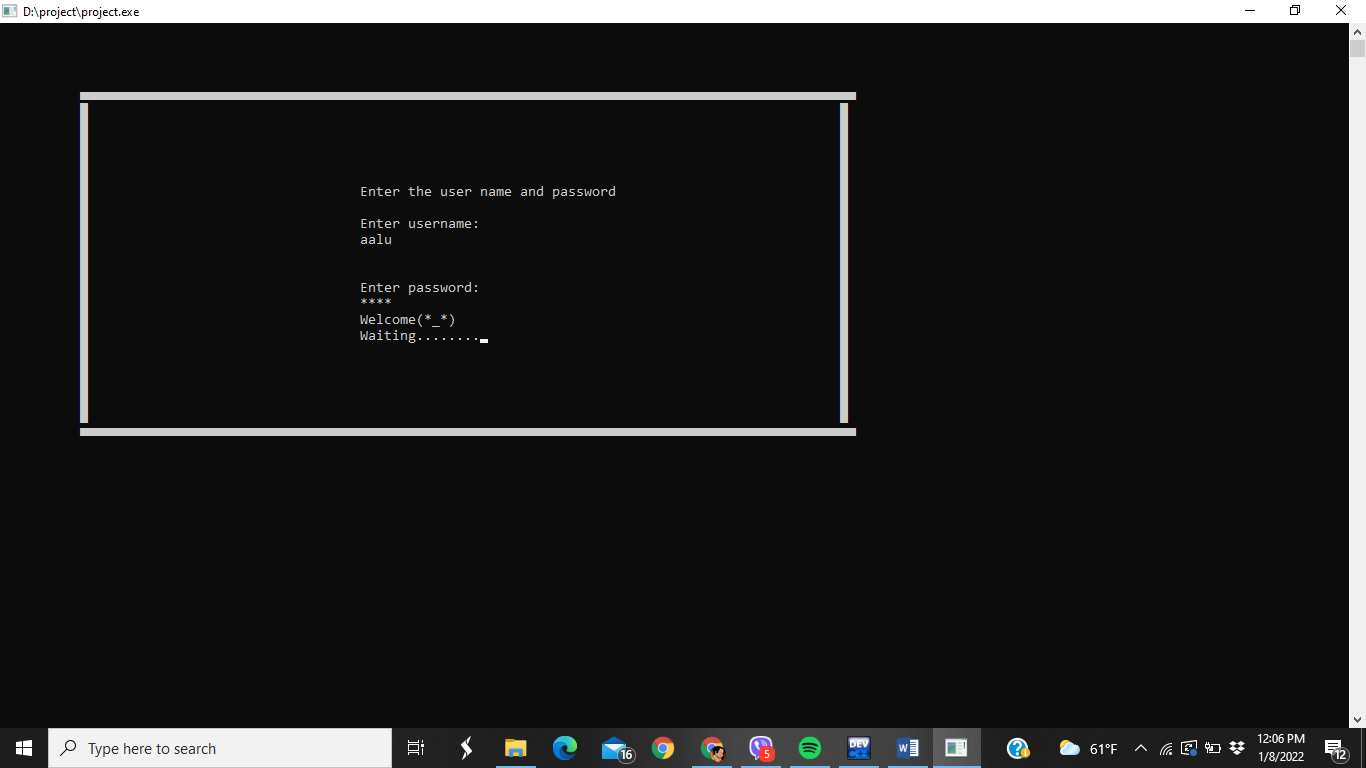 D:\project\project.exe
Enter the user name and password
Enter username:
aalu
Enter password:
****
Welcome(*_*)
Waiting........
Type here to search
16
5
DEV
C++
W
61°F
12:06 PM
1/8/2022
12